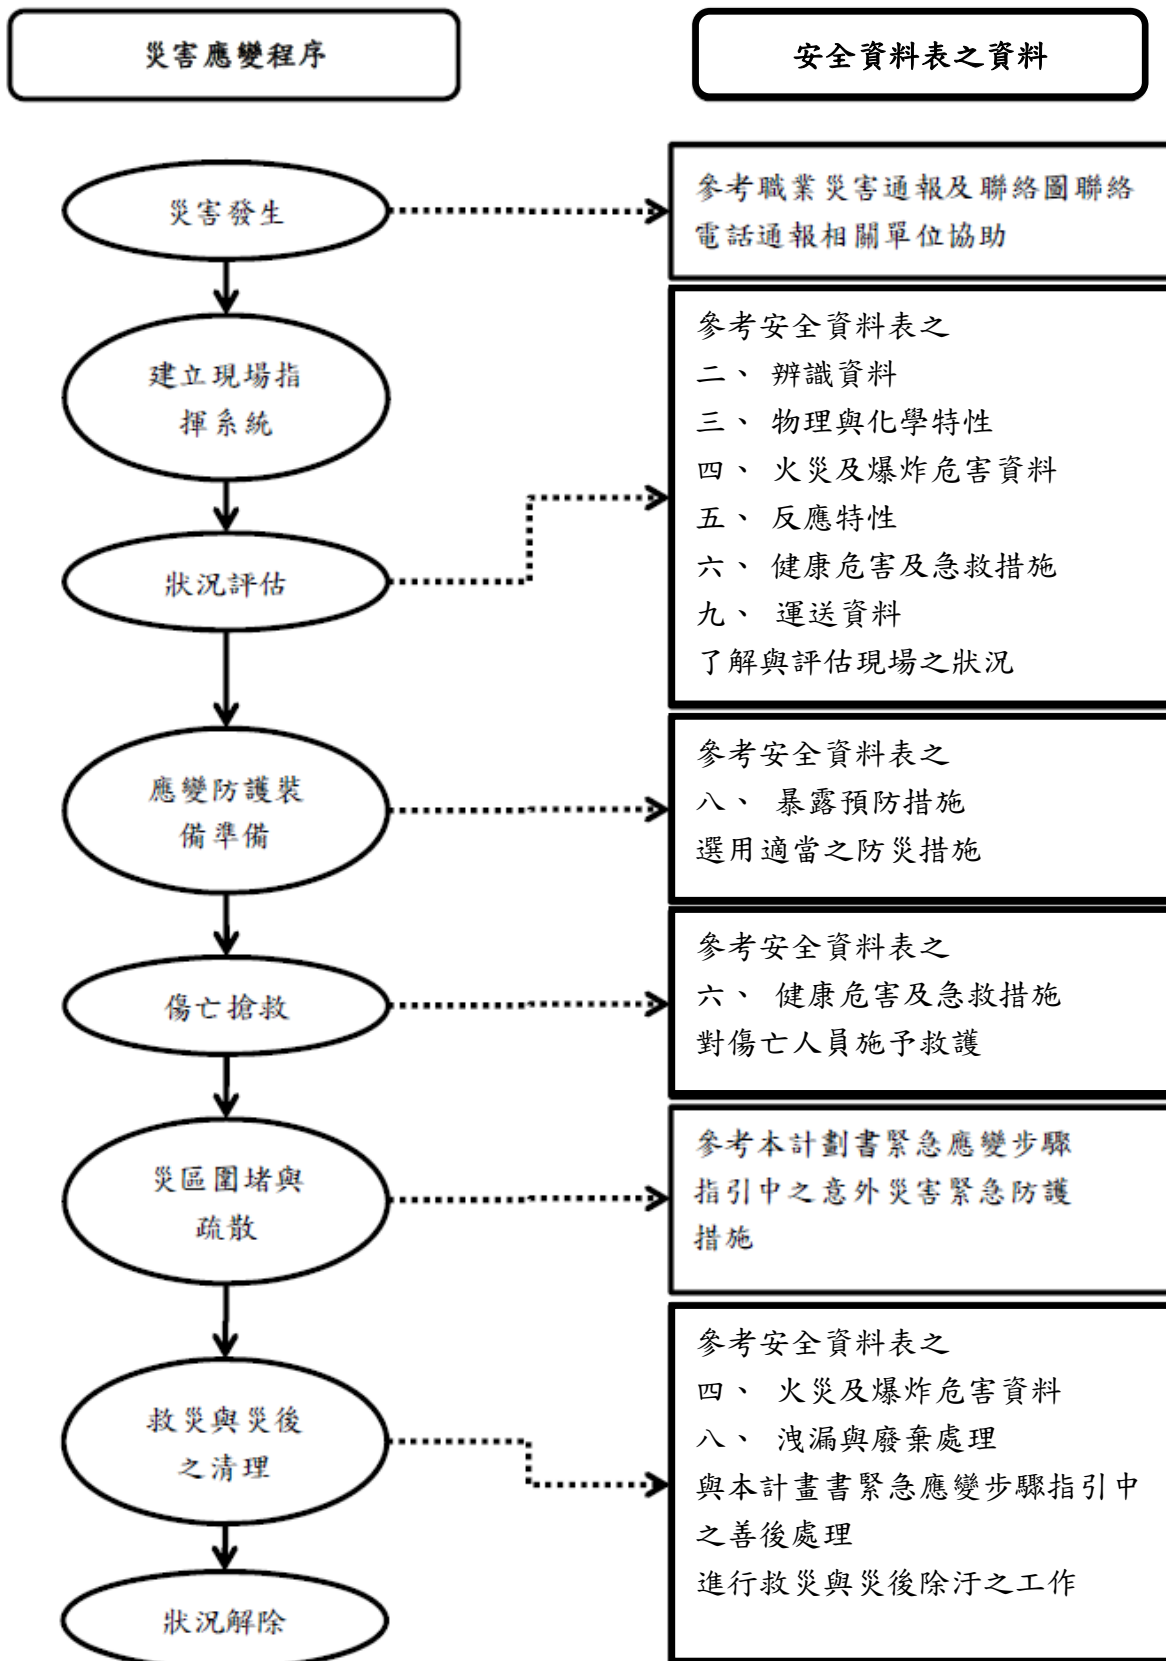 災害應變程序
安全資料表之資料
災害發生
參考職業災害通報及聯絡圖聯絡
電話通報相關單位協助
建立現場指
揮系統
狀況評估
參考安全資料表之
二、 辨識資料
三、 物理與化學特性
四、 火災及爆炸危害資料
五、 反應特性
六、 健康危害及急救措施
九、 運送資料
了解與評估現場之狀況
應變防護裝
備準備
參考安全資料表之
八、 暴露預防措施
選用適當之防災措施
傷亡搶救
參考安全資料表之
六、 健康危害及急救措施
對傷亡人員施予救護
災區圍堵與
疏散
參考本計劃書緊急應變步驟
指引中之意外災害緊急防護
措施
救災與災後
之清理
參考安全資料表之
四、 火災及爆炸危害資料
八、 洩漏與廢棄處理
與本計畫書緊急應變步驟指引中
之善後處理
進行救災與災後除汙之工作
狀況解除